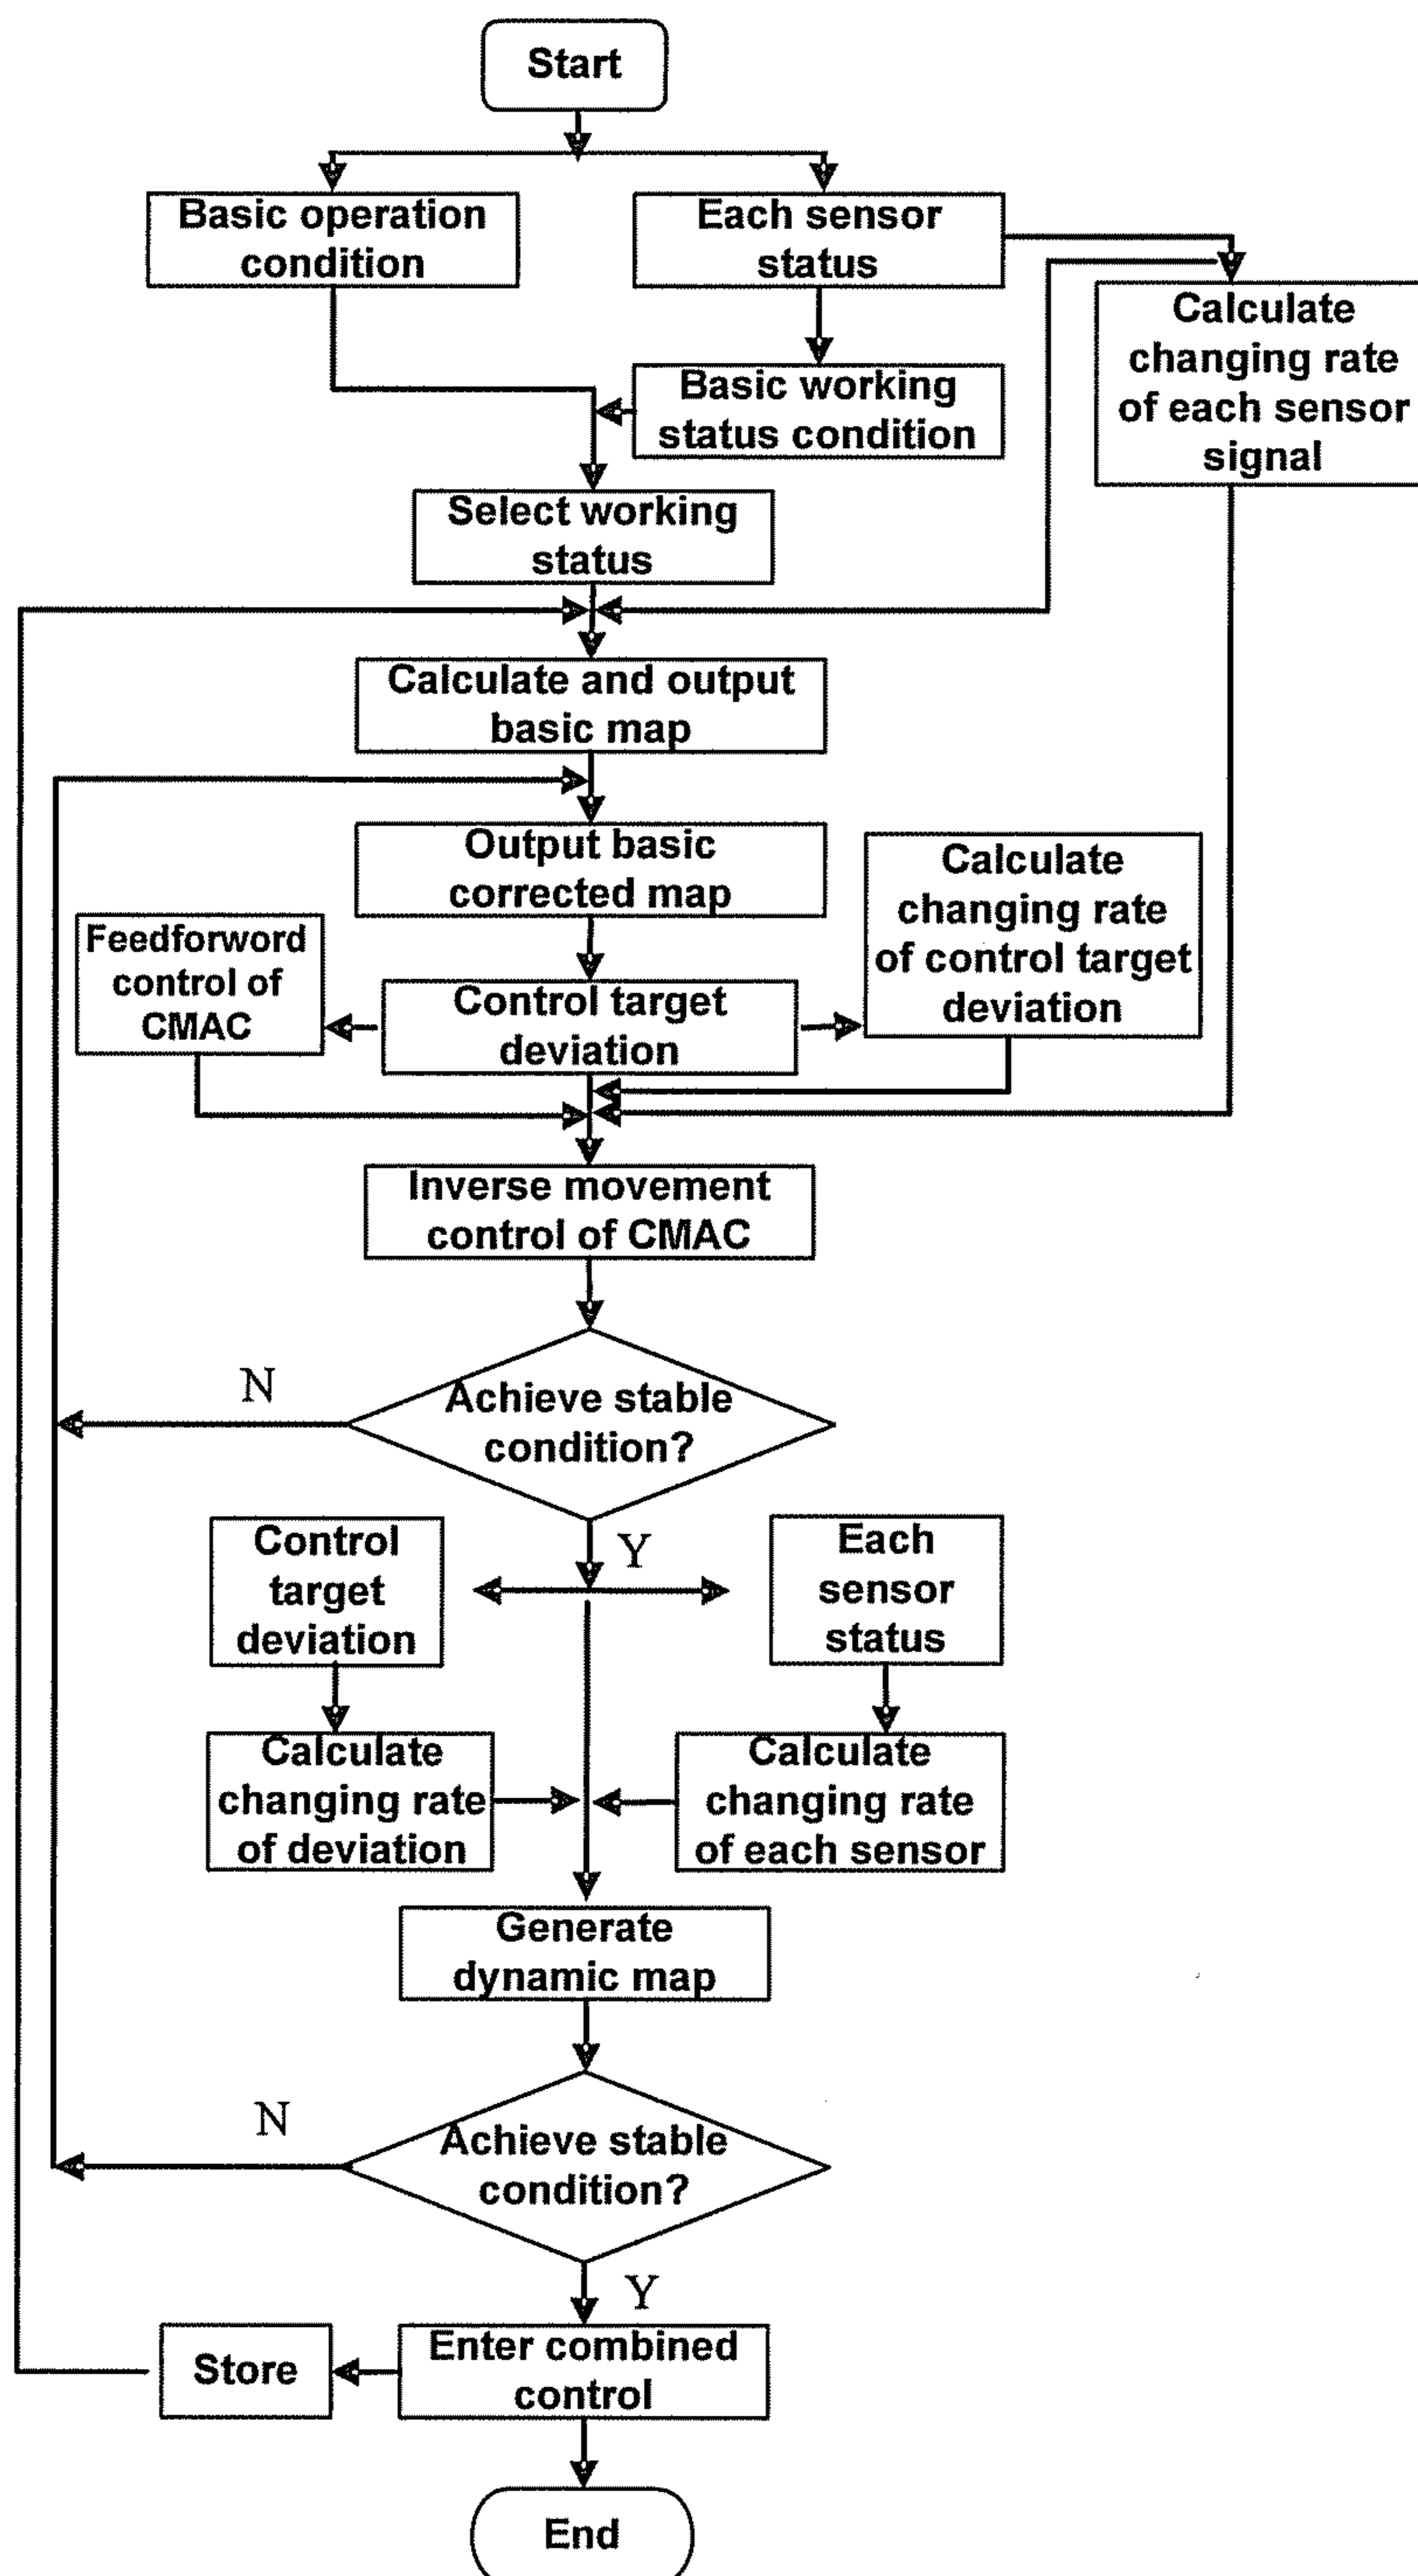 Start
Basic operation
condition
Each sensor
status
Calculate
changing rate
of each sensor
signal
Basic working
status condition
Select working
status
Calculate and output
basic map
Output basic
corrected map
Calculate
changing rate
of control target
deviation
Feedforword
control of
CMAC
Control target
deviation
Inverse movement
control of CMAC
N
Achieve stable
condition?
Y
Control
target
deviation
Each
sensor
status
Calculate
changing rate
of deviation
Calculate
changing rate
of each sensor
Generate
dynamic map
N
Achieve stable
condition?
Y
Store
Enter combined
control
End